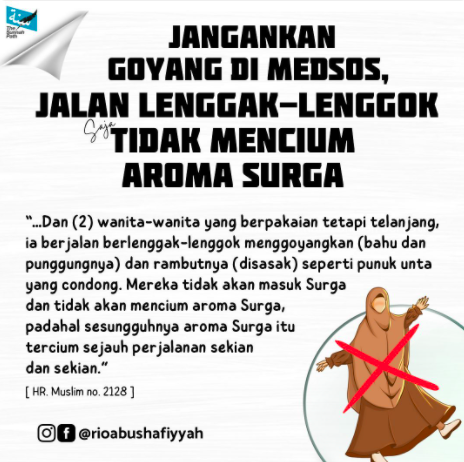 The
Sunnah
Path
JANGANKAN
GOYANG DI MEDSOS,
JALAN LENGGAK-LENGGOK
Saja TIDAK MENCIUM
AROMA SURGA
"...Dan (2) wanita-wanita yang berpakaian tetapi telanjang,
ia berjalan berlenggak-lenggok menggoyangkan (bahu dan
punggungnya) dan rambutnya (disasak) seperti punuk unta
yang condong. Mereka tidak akan masuk Surga
dan tidak akan mencium aroma Surga,
padahal sesungguhnya aroma Surga itu
tercium sejauh perjalanan sekian
dan sekian."
[ HR. Muslim no. 2128 ]
@rioabushafiyyah